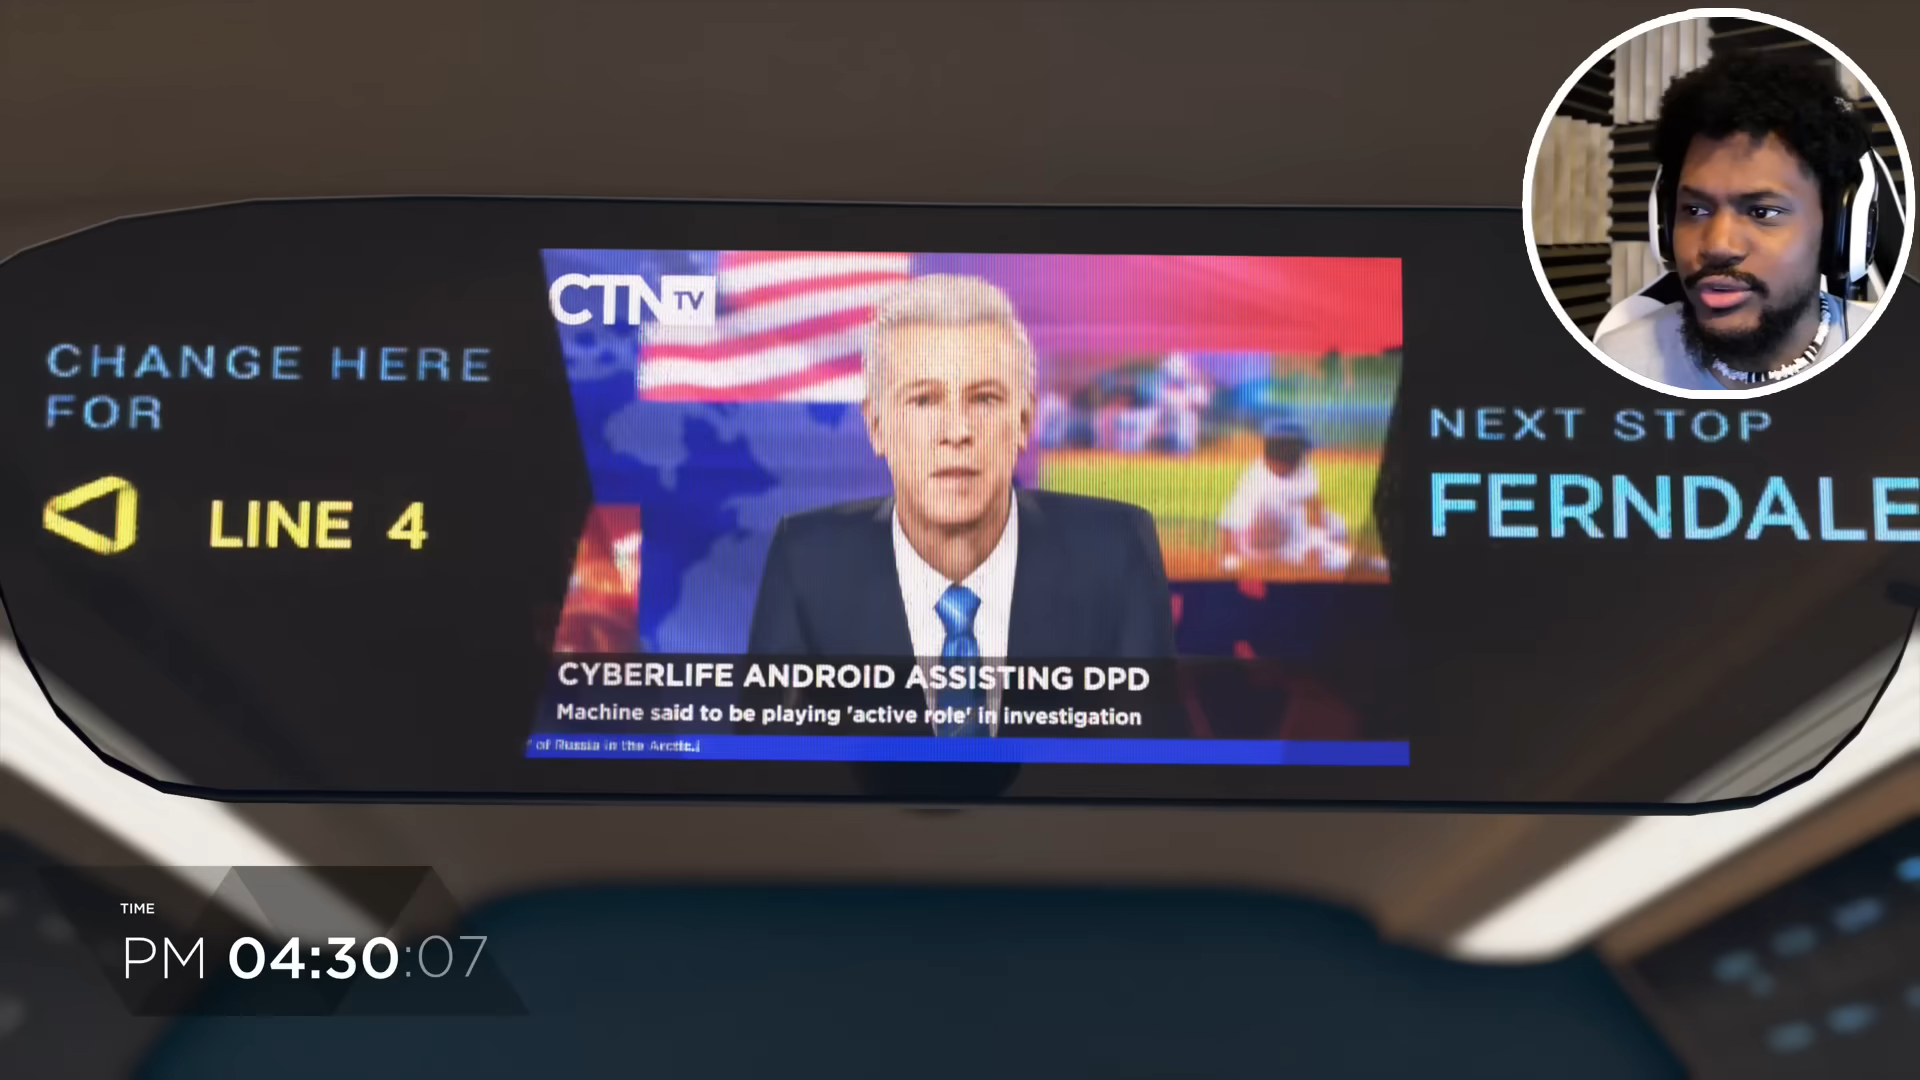 CTN TV
CHANGE HERE
FOR
LINE 4
NEXT STOP
FERNDALE
CYBERLIFE ANDROID ASSISTING DPD
Machine said to be playing 'active role' in investigation
of Russia in the Arctic.
TIME
PM 04:30:07